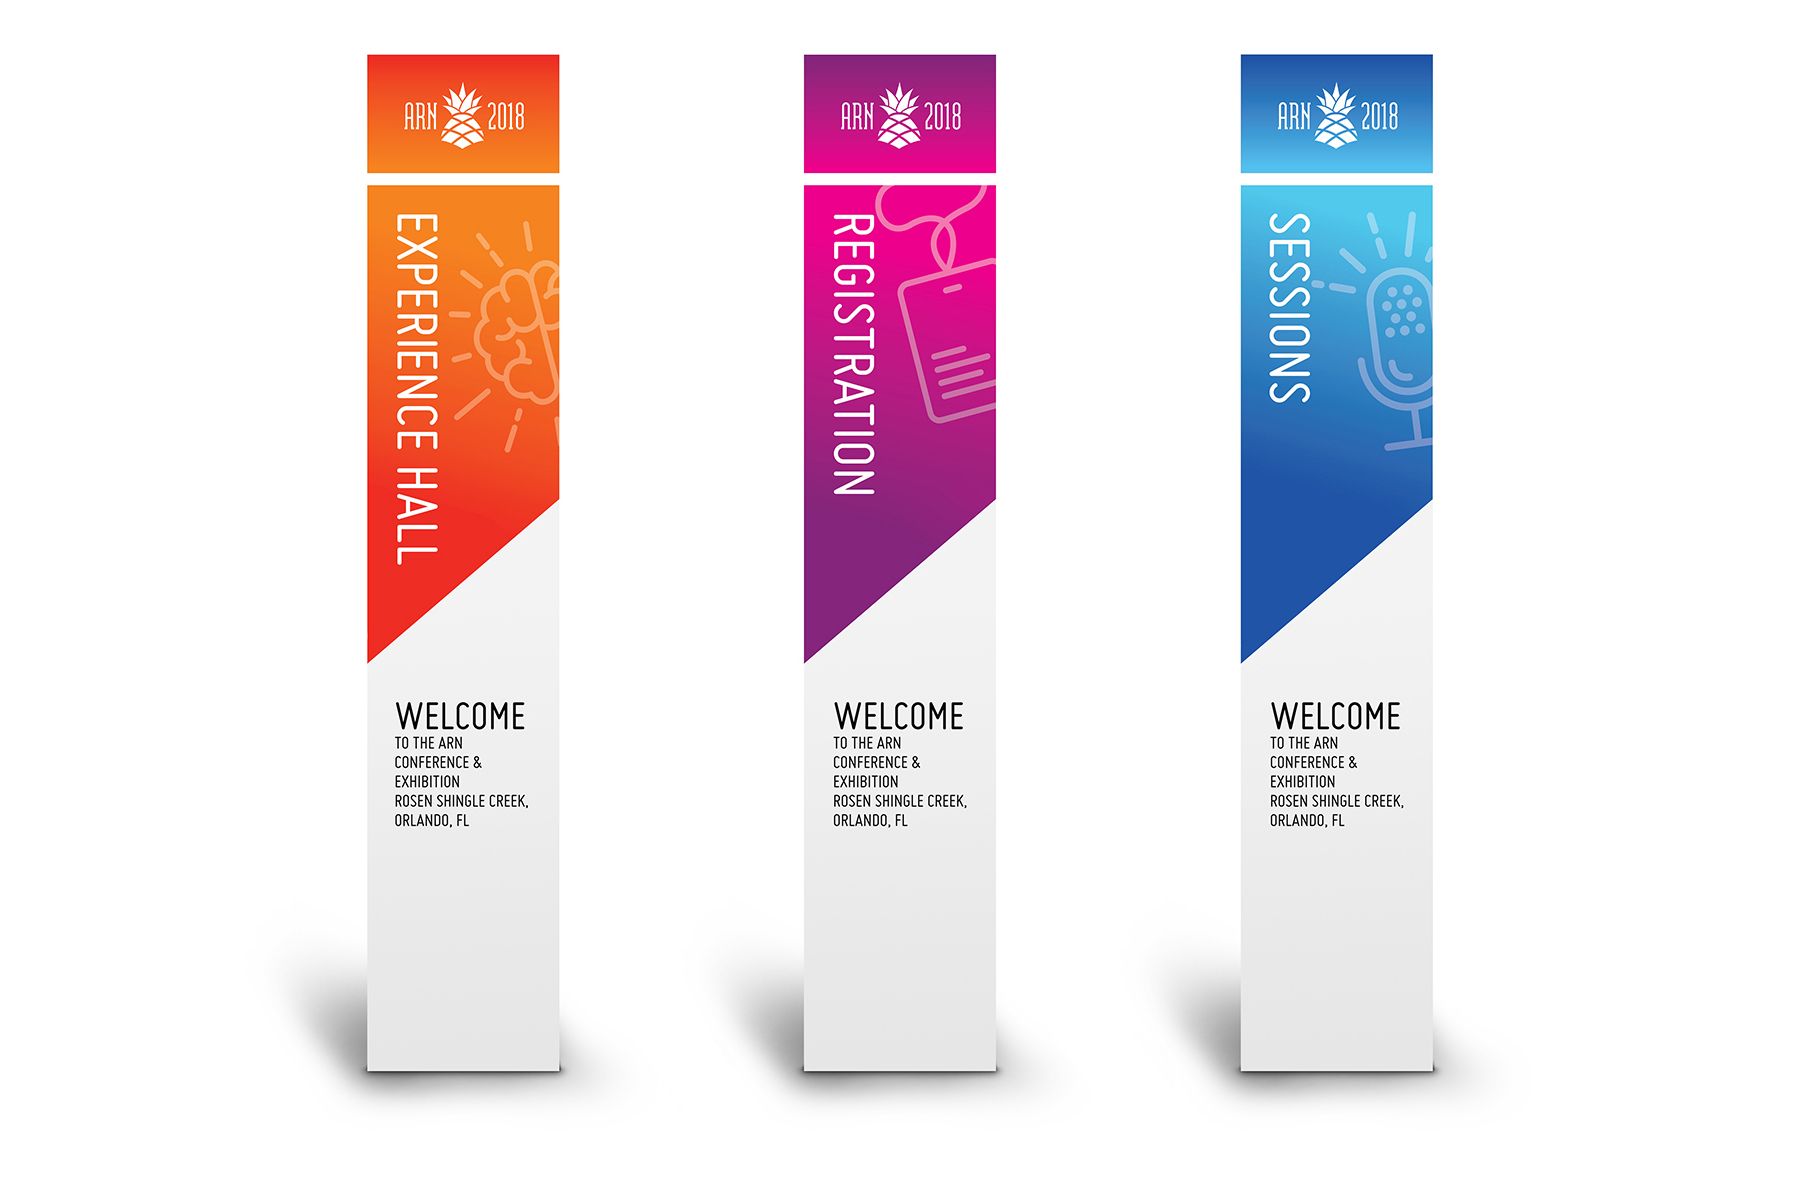 ARN 2018
EXPERIENCE HALL
WELCOME
TO THE ARN
CONFERENCE &
EXHIBITION
ROSEN SHINGLE CREEK,
ORLANDO, FL
ARN 2018
REGISTRATION
WELCOME
TO THE ARN
CONFERENCE &
EXHIBITION
ROSEN SHINGLE CREEK,
ORLANDO, FL
ARN 2018
SESSIONS
WELCOME
TO THE ARN
CONFERENCE &
EXHIBITION
ROSEN SHINGLE CREEK,
ORLANDO, FL